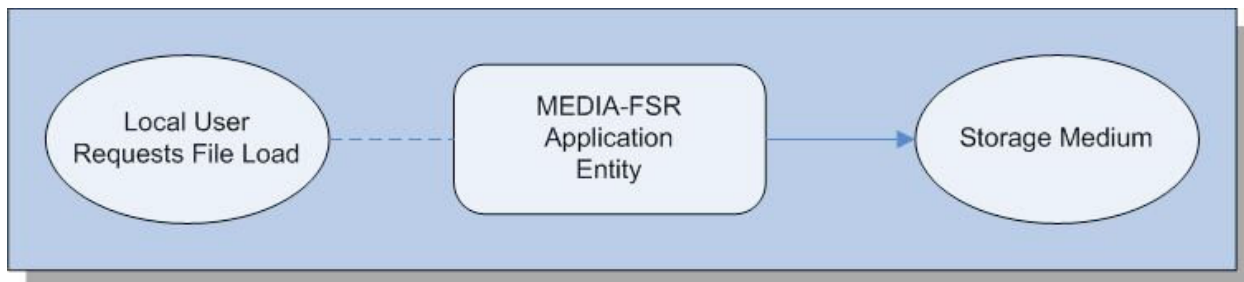 Local User
Requests File Load
MEDIA-FSR
Application
Entity
Storage Medium